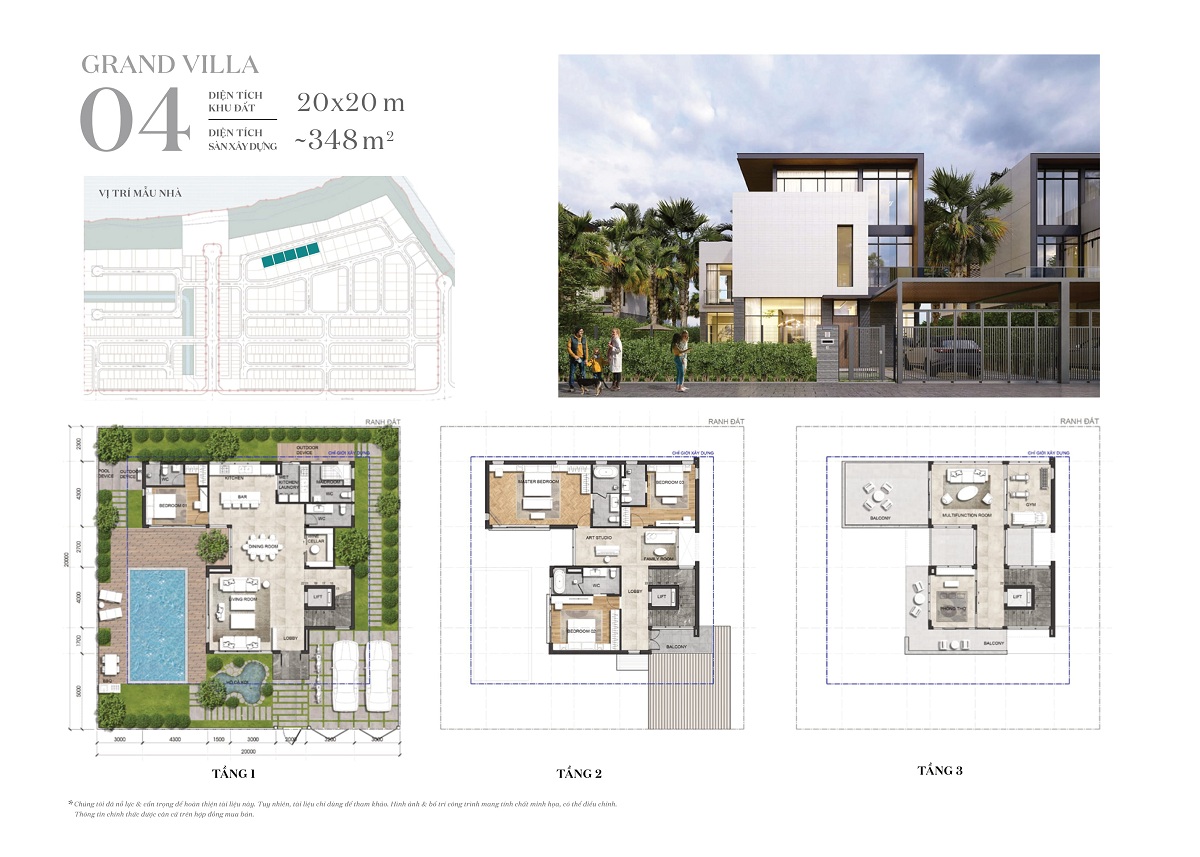 GRAND VILLA
04
DIỆN TÍCH
KHU ĐẤT
20x20 m
DIỆN TÍCH
SÀN XÂY DỰNG
~348 m²
VỊ TRÍ MẪU NHÀ
RANH ĐẤT
CHỈ GIỚI XÂY DỰNG
OUTDOOR
DEVICE
POOL
DEVICE
OUTDOOR
DEVICE
WC
KITCHEN
WET
KITCHEN
LAUNDRY
MAIDROOM
WC
BEDROOM 01
BAR
WC
WINE
CELLAR
DINING ROOM
LIVING ROOM
LIFT
LOBBY
BBQ
HỒ CÁ KOI
2000
4300
2700
4000
1700
5000
20000
3000
4300
1500
3000
2000
3000
20000
TẦNG 1
RANH ĐẤT
CHỈ GIỚI XÂY DỰNG
MASTER BEDROOM
BEDROOM 03
ART STUDIO
FAMILY ROOM
WC
LOBBY
LIFT
BEDROOM 02
BALCONY
TẦNG 2
RANH ĐẤT
CHỈ GIỚI XÂY DỰNG
BALCONY
MULTIFUNCTION ROOM
GYM
PHÒNG THỜ
LIFT
BALCONY
TẦNG 3
* Chúng tôi đã nỗ lực & cẩn trọng để hoàn thiện tài liệu này. Tuy nhiên, tài liệu chỉ dùng để tham khảo. Hình ảnh & bố trí công trình mang tính chất minh họa, có thể điều chỉnh.
Thông tin chính thức được căn cứ trên hợp đồng mua bán.